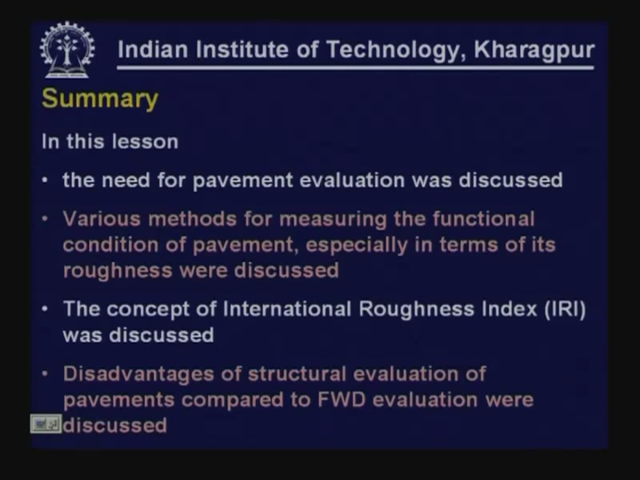 Indian Institute of Technology, Kharagpur
Summary
In this lesson
• the need for pavement evaluation was discussed
• Various methods for measuring the functional
condition of pavement, especially in terms of its
roughness were discussed
• The concept of International Roughness Index (IRI)
was discussed
• Disadvantages of structural evaluation of
pavements compared to FWD evaluation were
discussed